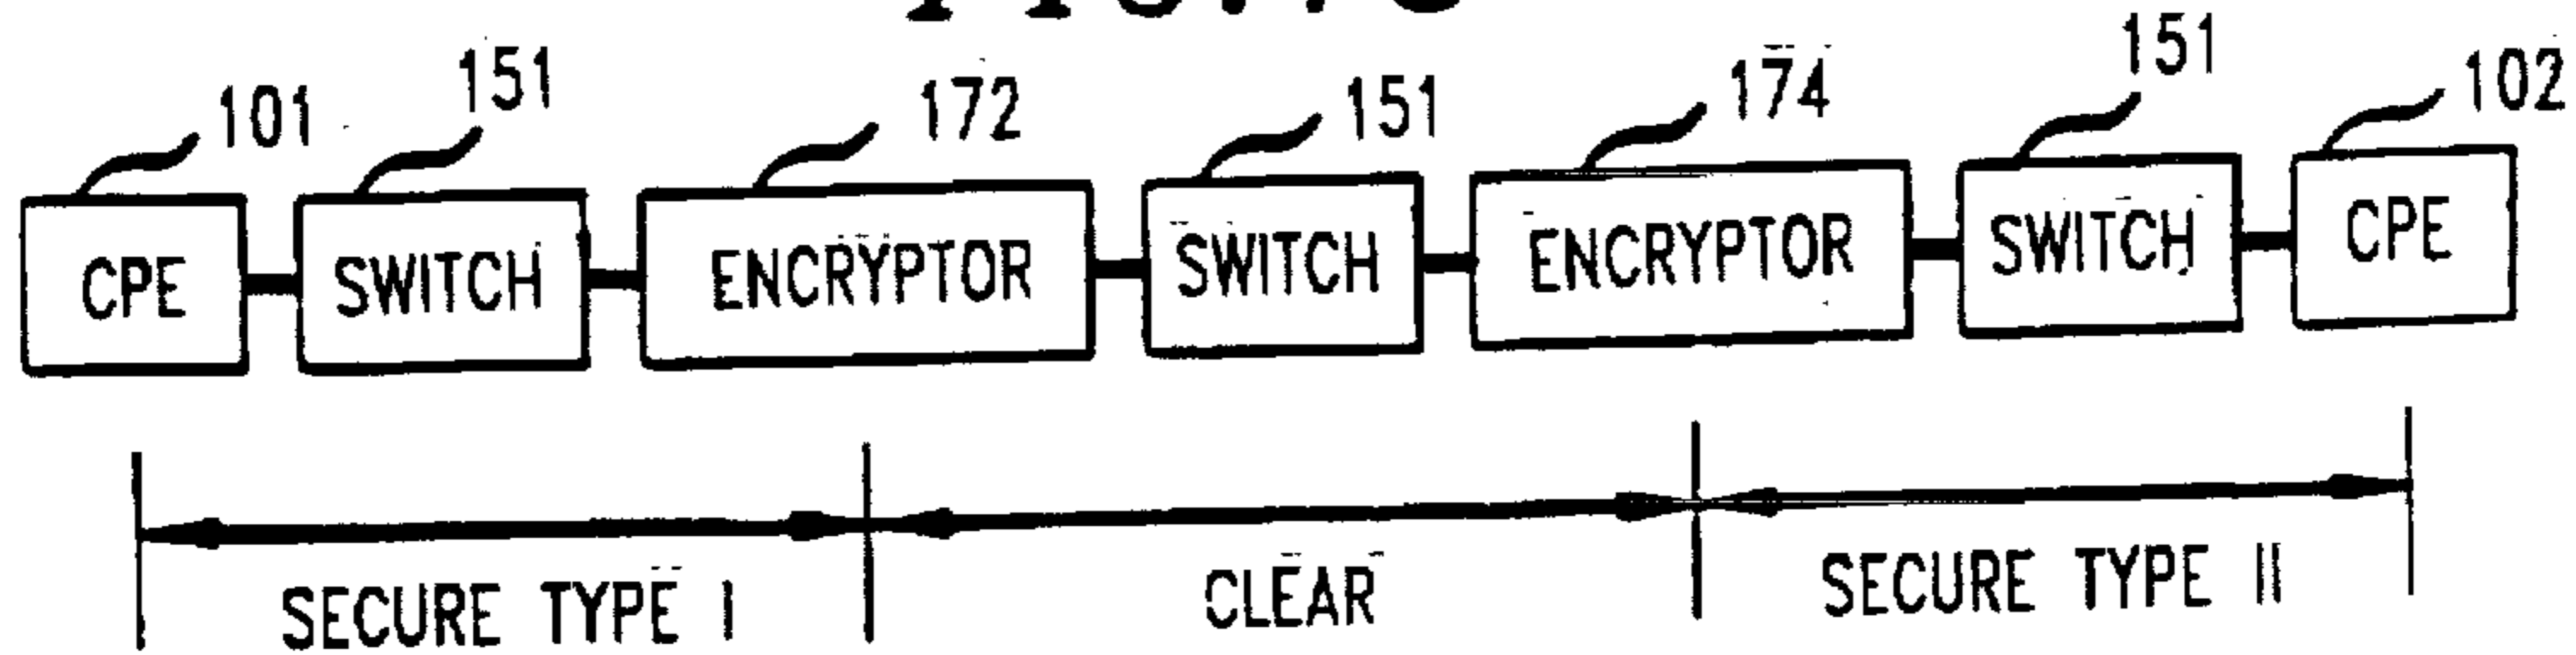 101 151 172 151 174 151 102
CPE SWITCH ENCRYPTOR SWITCH ENCRYPTOR SWITCH CPE
SECURE TYPE I CLEAR SECURE TYPE II